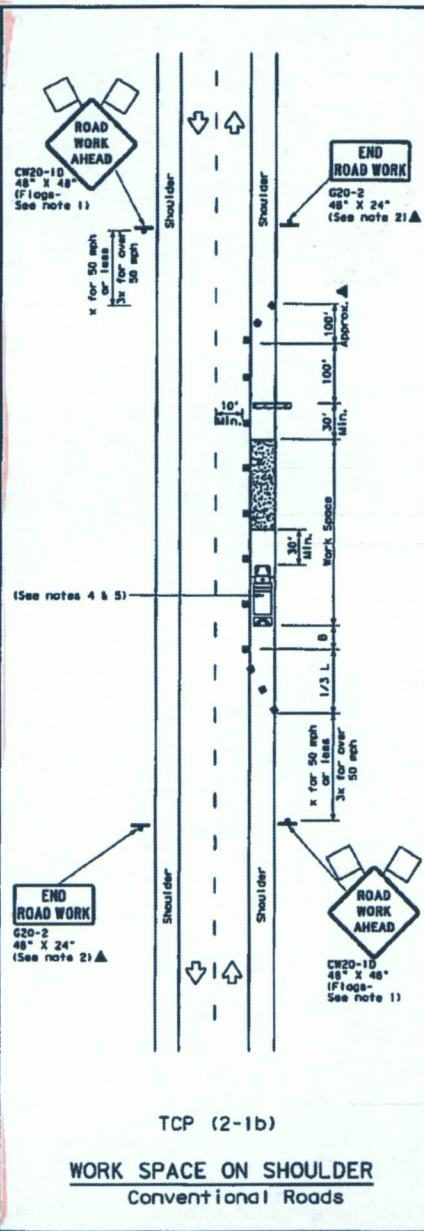 ROAD
WORK
AHEAD
CW20-1D
48" X 48"
(Flags-
See note 1)
x for 50 mph
or less
3x for over
50 mph
Shoulder
Shoulder
END
ROAD WORK
G20-2
48" X 24"
(See note 2)▲
100'
Approx. ▲
100'
30'
Min.
10'
Min.
Work Space
30'
Min.
(See notes 4 & 5)
B
1/3 L
x for 50 mph
or less
3x for over
50 mph
END
ROAD WORK
G20-2
48" X 24"
(See note 2)▲
Shoulder
Shoulder
ROAD
WORK
AHEAD
CW20-1D
48" X 48"
(Flags-
See note 1)
TCP (2-1b)
WORK SPACE ON SHOULDER
Conventional Roads